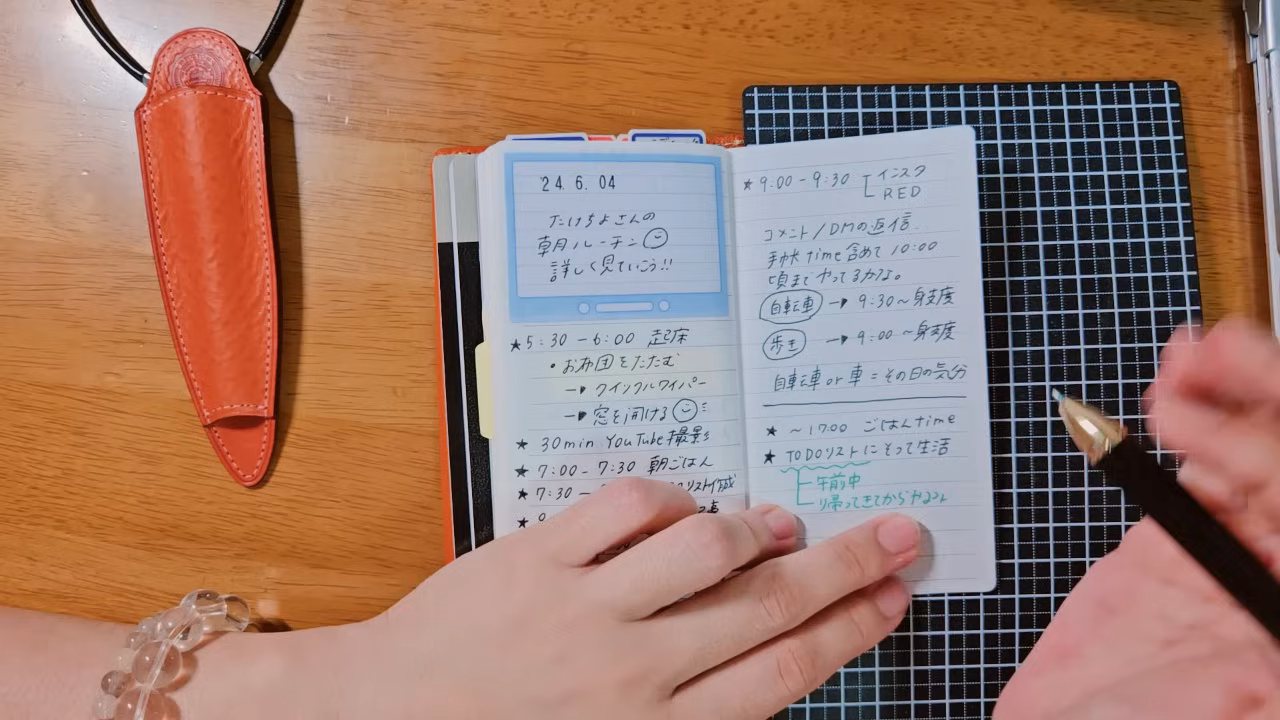 24.6.04
たけちよさんの
朝ルーチン
詳しく見ていこう!!
★5:30-6:00 起床
・お布団をたたむ
→クイックルワイパー
→窓を開ける
★30min YouTube撮影
★7:00-7:30 朝ごはん
★7:30- リスト作成
★
★9:00-9:30 インスタ
RED
コメント/DMの返信
手帳time含めて10:00
頃までやってるかな。
自転車→9:30~身支度
歩き→9:00~身支度
自転車or車=その日の気分
★~17:00 ごはんtime
★TODOリストにそって生活
午前中
帰ってきてからやること